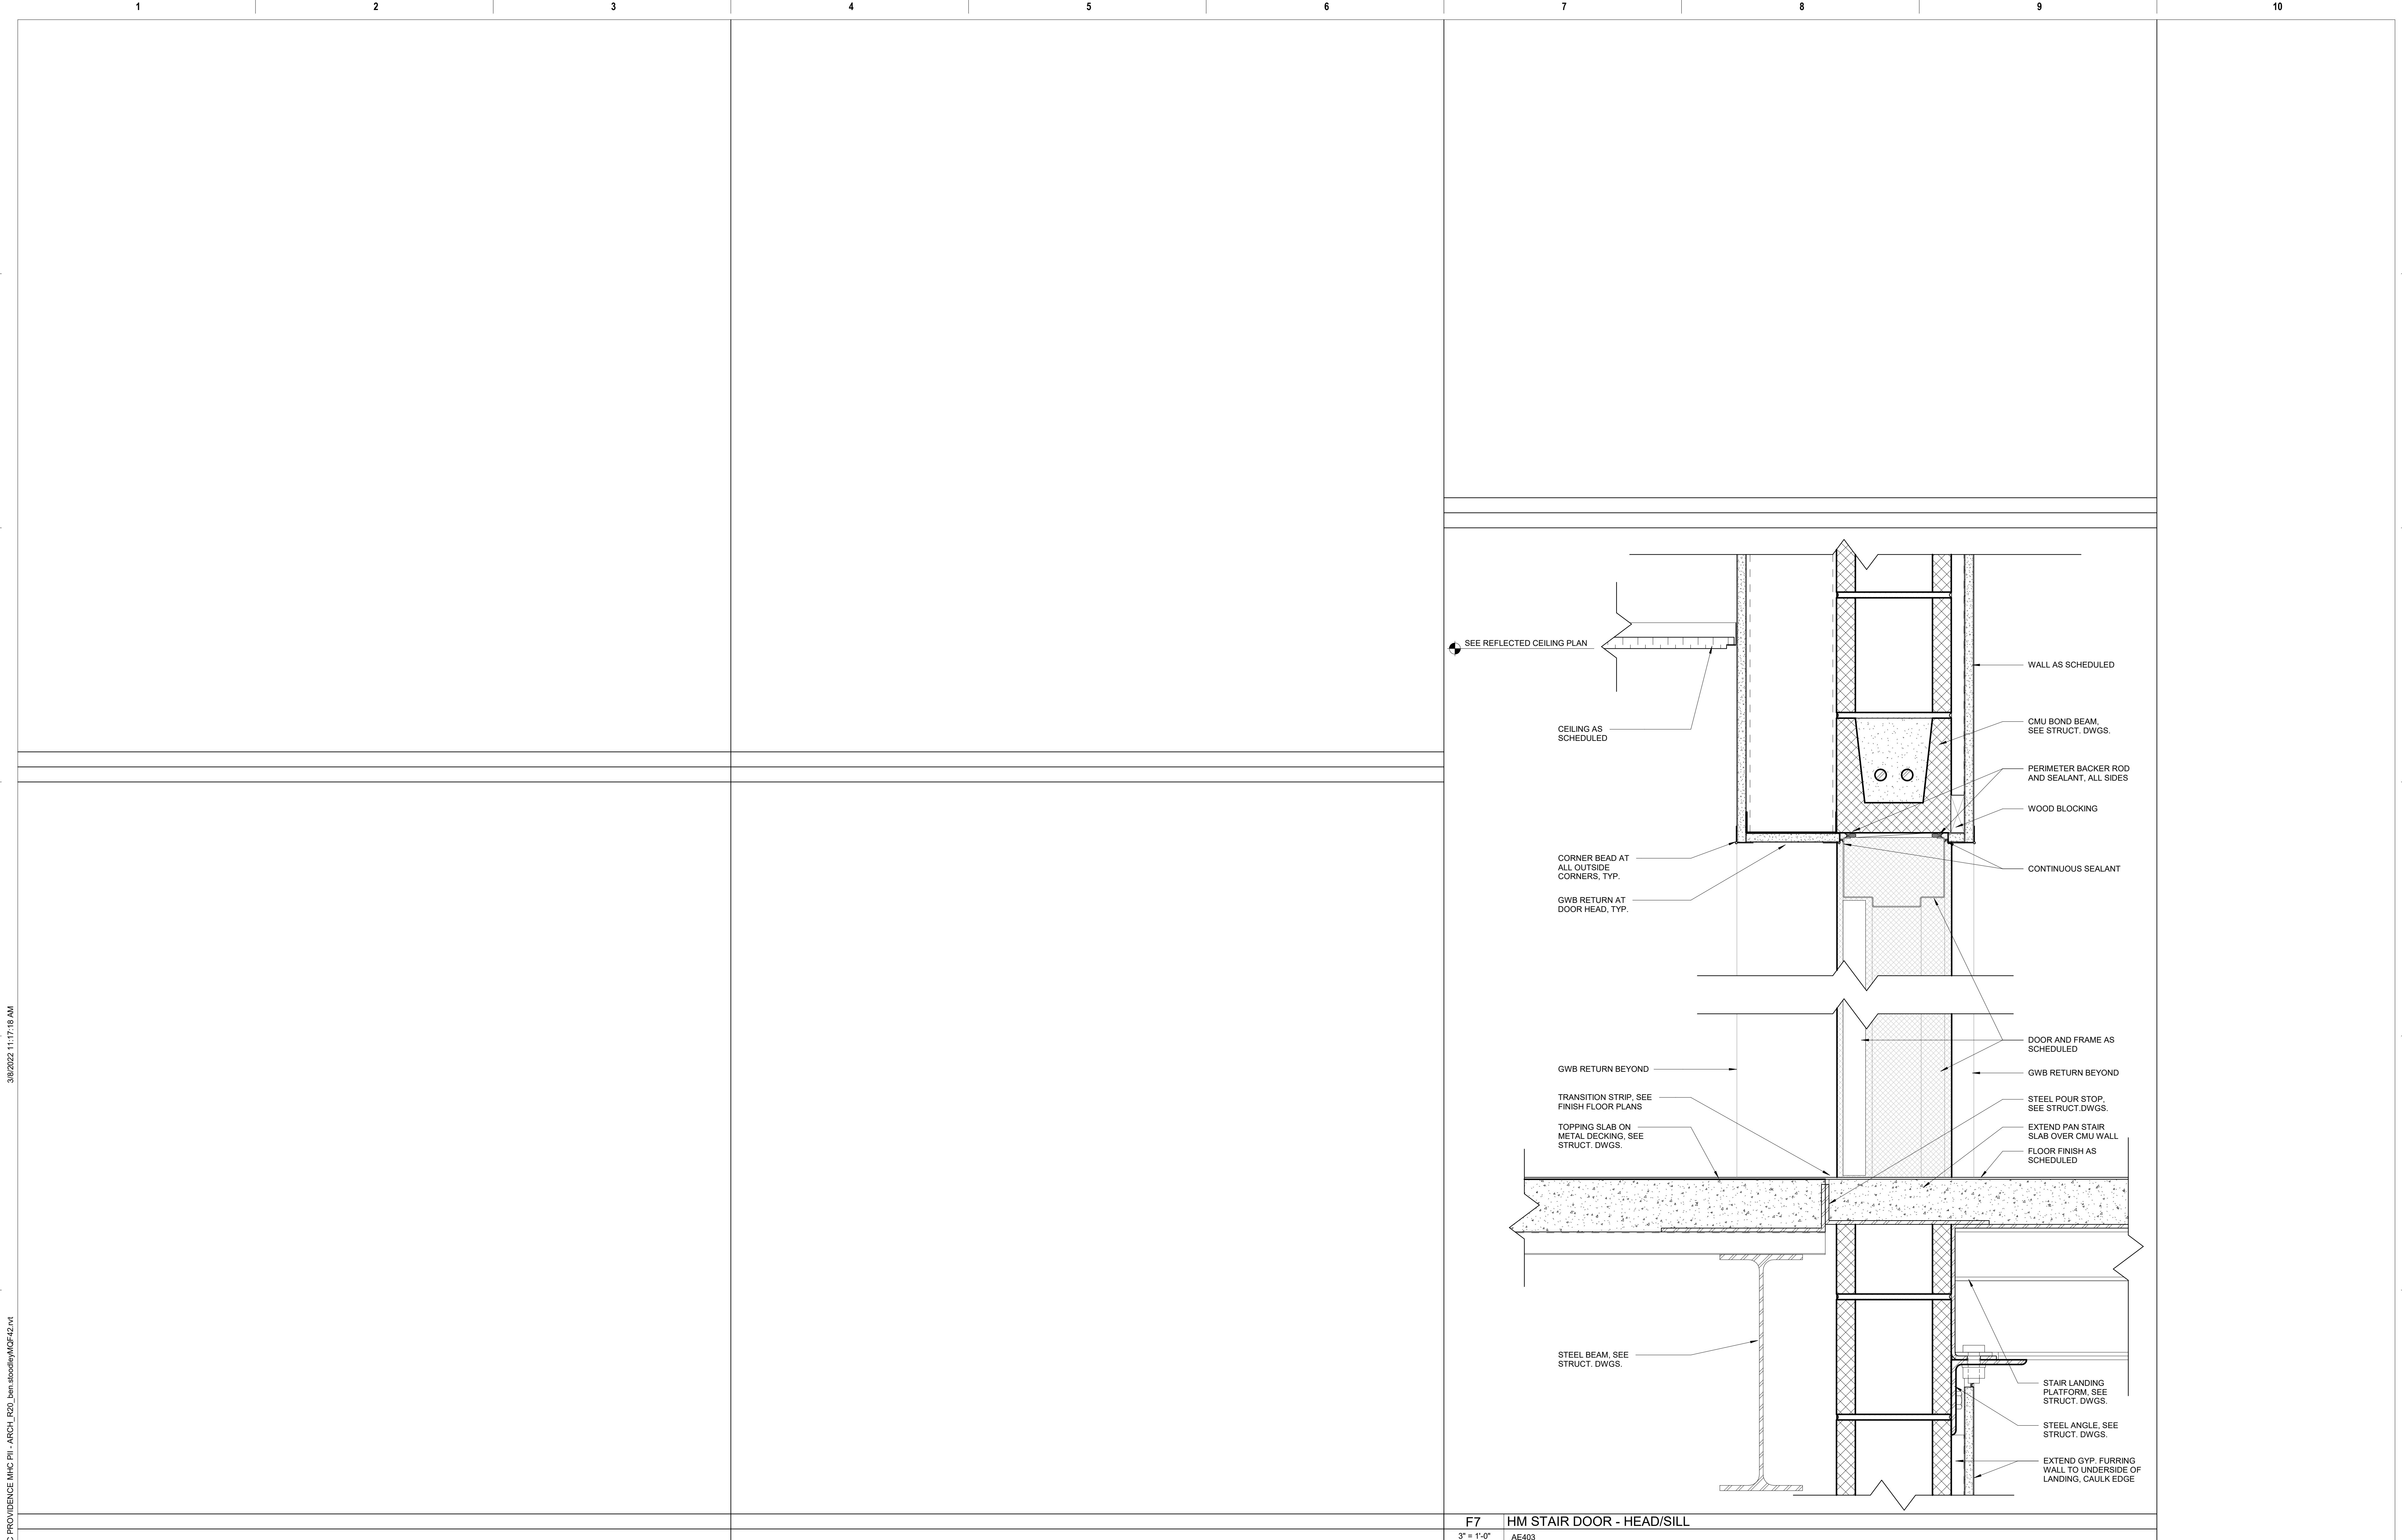 1 2 3 4 5 6 7 8 9 10
SEE REFLECTED CEILING PLAN
CEILING AS
SCHEDULED
CORNER BEAD AT
ALL OUTSIDE
CORNERS, TYP.
GWB RETURN AT
DOOR HEAD, TYP.
GWB RETURN BEYOND
TRANSITION STRIP, SEE
FINISH FLOOR PLANS
TOPPING SLAB ON
METAL DECKING, SEE
STRUCT. DWGS.
STEEL BEAM, SEE
STRUCT. DWGS.
WALL AS SCHEDULED
CMU BOND BEAM,
SEE STRUCT. DWGS.
PERIMETER BACKER ROD
AND SEALANT, ALL SIDES
WOOD BLOCKING
CONTINUOUS SEALANT
DOOR AND FRAME AS
SCHEDULED
GWB RETURN BEYOND
STEEL POUR STOP,
SEE STRUCT.DWGS.
EXTEND PAN STAIR
SLAB OVER CMU WALL
FLOOR FINISH AS
SCHEDULED
STAIR LANDING
PLATFORM, SEE
STRUCT. DWGS.
STEEL ANGLE, SEE
STRUCT. DWGS.
EXTEND GYP. FURRING
WALL TO UNDERSIDE OF
LANDING, CAULK EDGE
F7 HM STAIR DOOR - HEAD/SILL
3" = 1'-0" AE403
3/8/2022 11:17:18 AM
PROVIDENCE MHC PII - ARCH_R20_ben.stoodleyMQF42.rvt